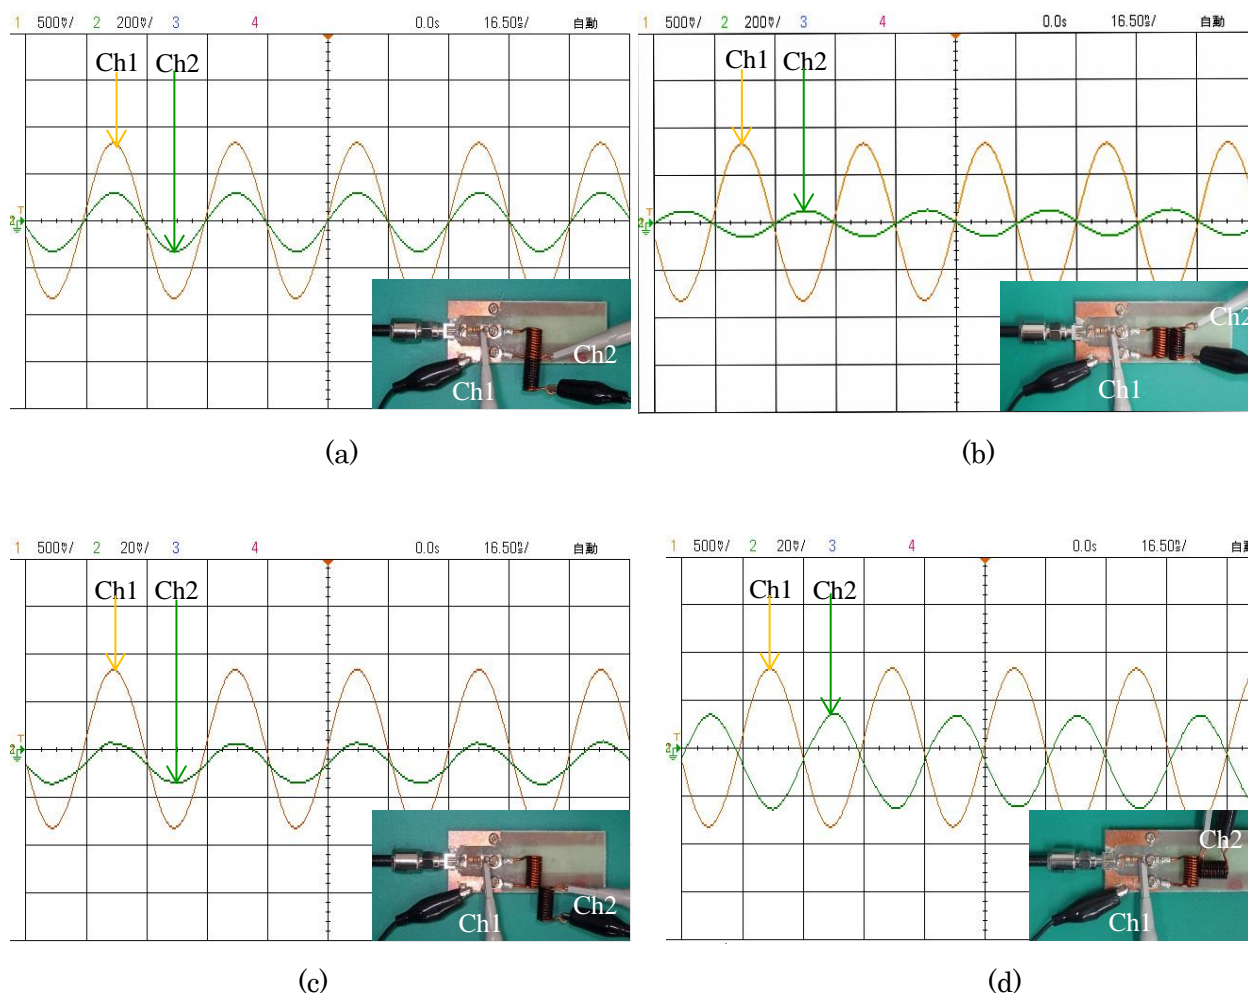 1 500㎷/ 2 200㎷/ 3 4 0.0s 16.50㎱/ 自動
Ch1 Ch2
Ch2
Ch1
(a)
1 500㎷/ 2 200㎷/ 3 4 0.0s 16.50㎱/ 自動
Ch1 Ch2
Ch2
Ch1
(b)
1 500㎷/ 2 20㎷/ 3 4 0.0s 16.50㎱/ 自動
Ch1 Ch2
Ch2
Ch1
(c)
1 500㎷/ 2 20㎷/ 3 4 0.0s 16.50㎱/ 自動
Ch1 Ch2
Ch2
Ch1
(d)